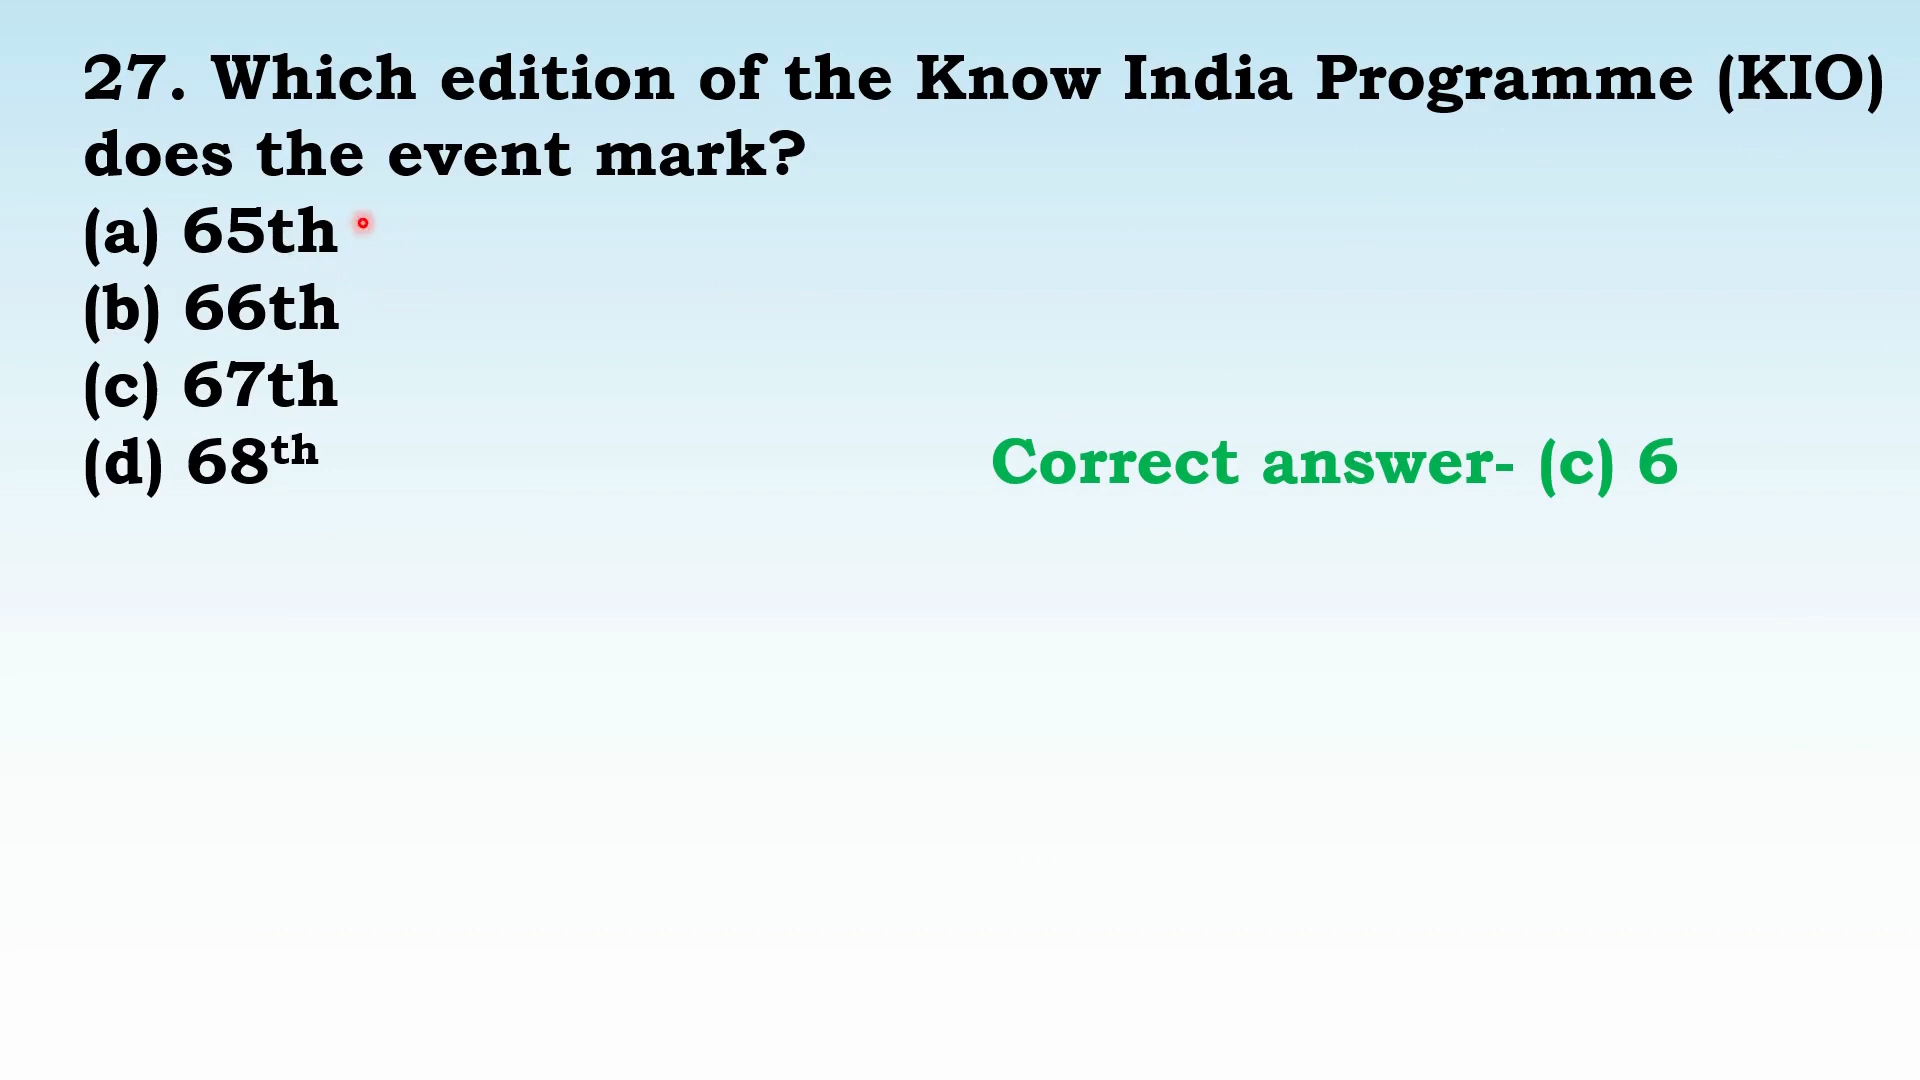 27. Which edition of the Know India Programme (KIO)
does the event mark?
(a) 65th
(b) 66th
(c) 67th
(d) 68th Correct answer- (c) 6